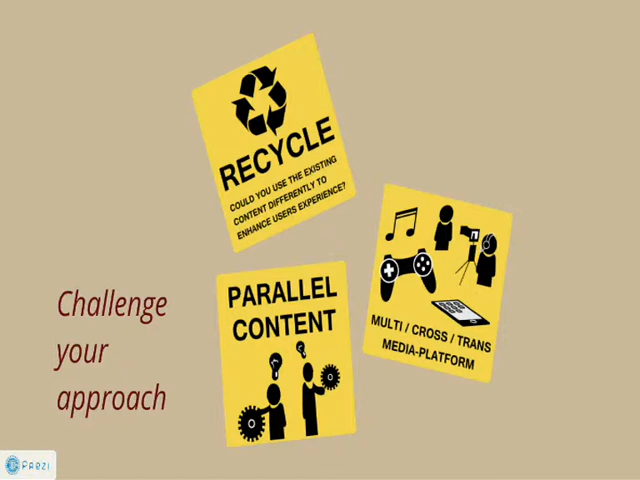 RECYCLE
COULD YOU USE THE EXISTING
CONTENT DIFFERENTLY TO
ENHANCE USERS EXPERIENCE?
MULTI / CROSS / TRANS
MEDIA-PLATFORM
PARALLEL
CONTENT
Challenge
your
approach
PREZI